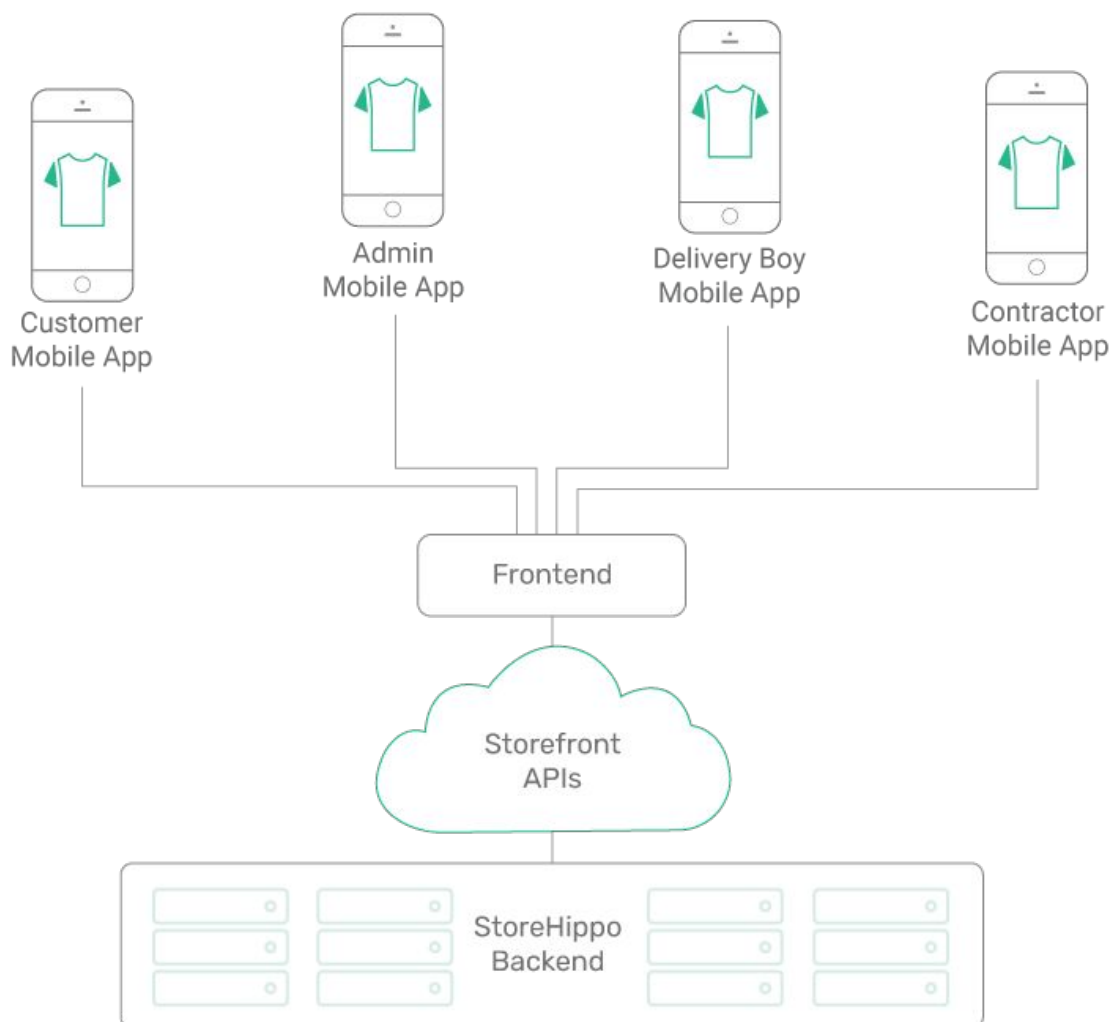 Customer
Mobile App
Admin
Mobile App
Delivery Boy
Mobile App
Contractor
Mobile App
Frontend
Storefront
APIs
StoreHippo
Backend